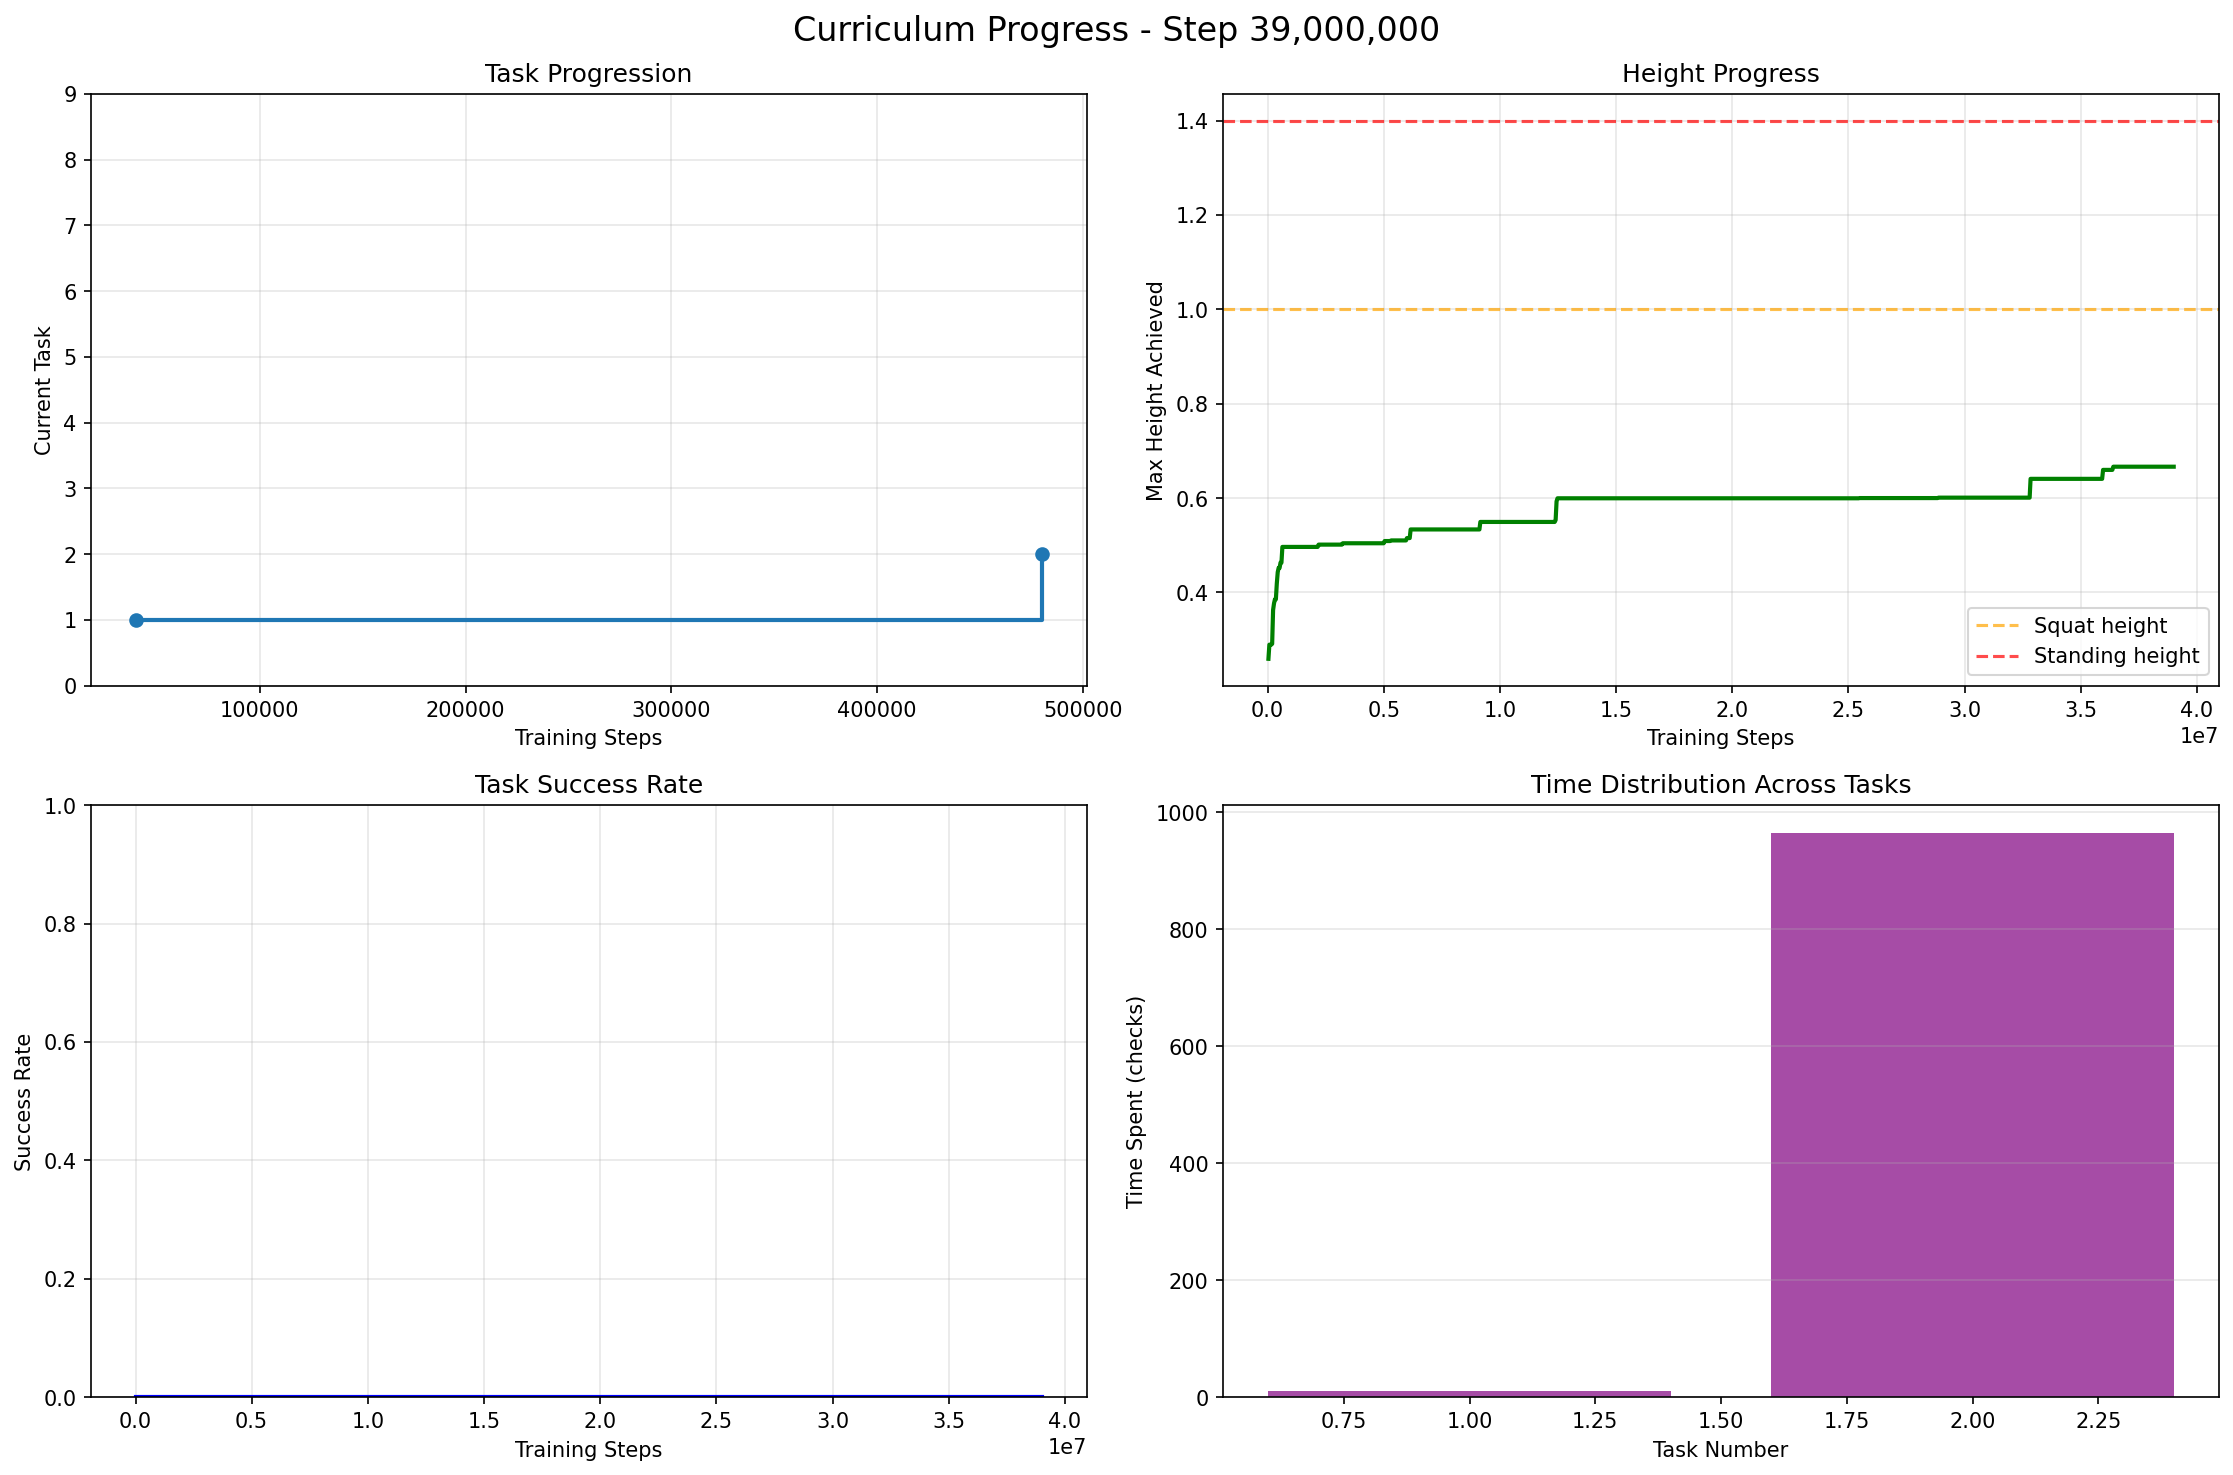 Curriculum Progress - Step 39,000,000
Task Progression
9
8
7
6
5
4
3
2
1
0
Current Task
100000 200000 300000 400000 500000
Training Steps
Height Progress
1.4
1.2
1.0
0.8
0.6
0.4
Max Height Achieved
Squat height
Standing height
0.0 0.5 1.0 1.5 2.0 2.5 3.0 3.5 4.0
1e7
Training Steps
Task Success Rate
1.0
0.8
0.6
0.4
0.2
0.0
Success Rate
0.0 0.5 1.0 1.5 2.0 2.5 3.0 3.5 4.0
1e7
Training Steps
Time Distribution Across Tasks
1000
800
600
400
200
0
Time Spent (checks)
0.75 1.00 1.25 1.50 1.75 2.00 2.25
Task Number